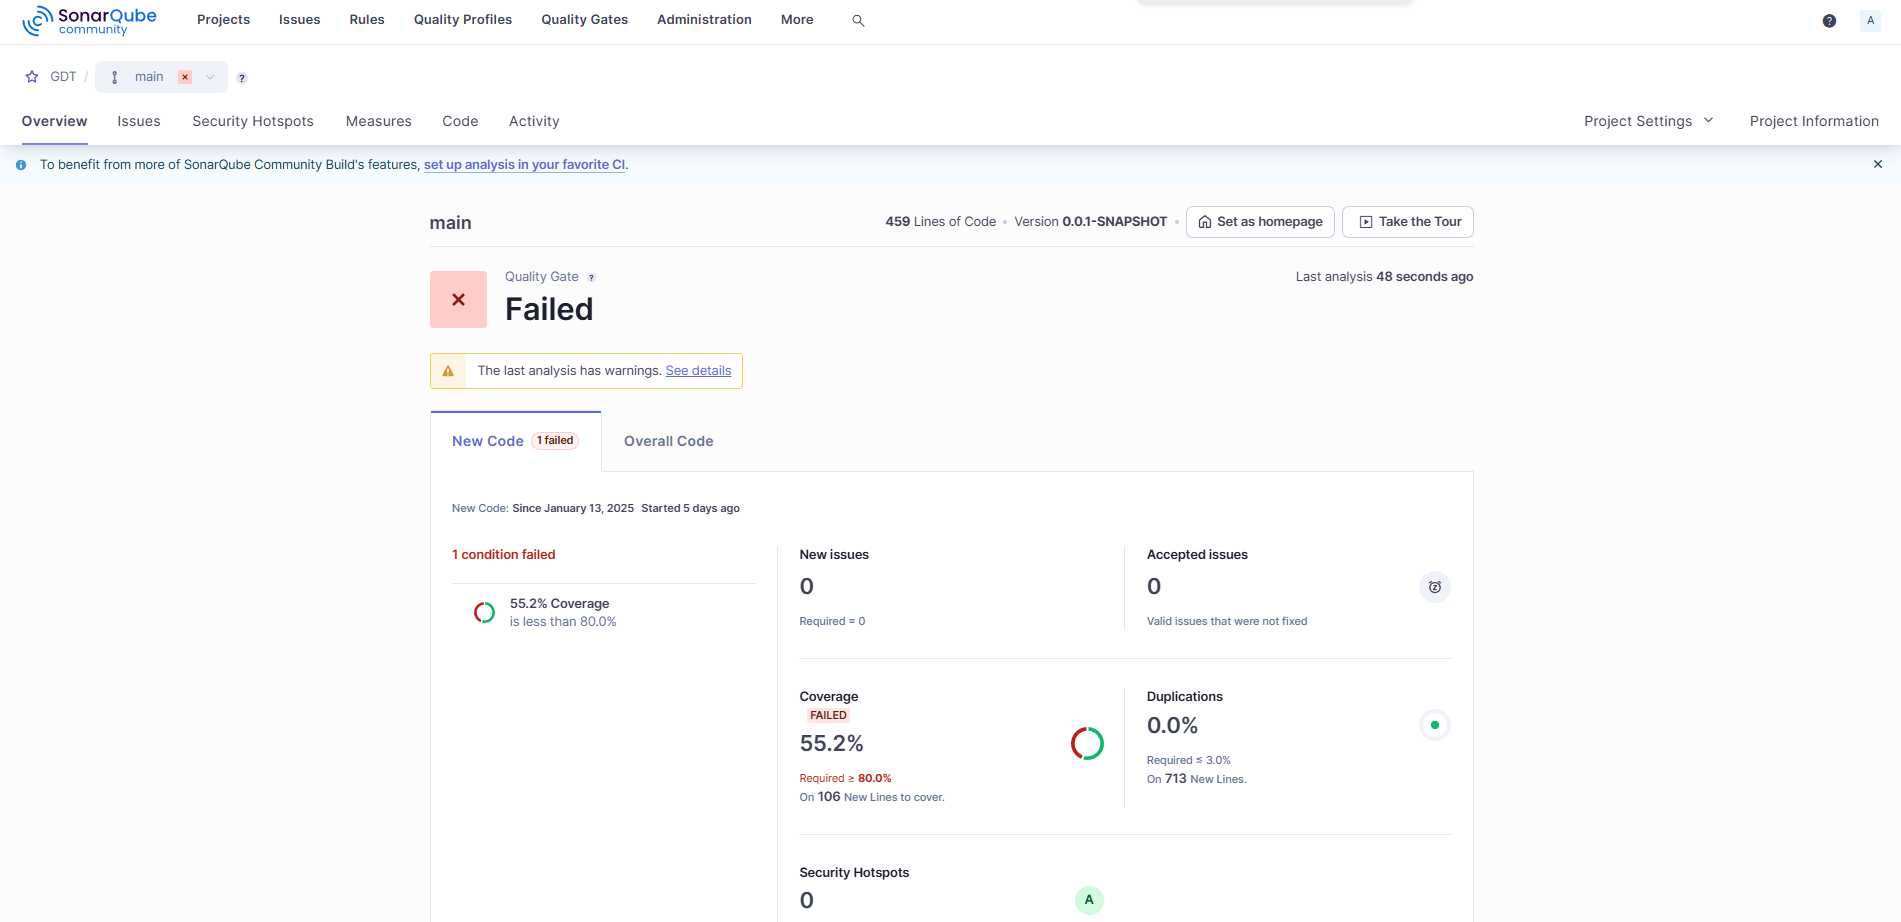 SonarQube community Projects Issues Rules Quality Profiles Quality Gates Administration More ? A
GDT / main ?
Overview Issues Security Hotspots Measures Code Activity Project Settings Project Information
To benefit from more of SonarQube Community Build's features, set up analysis in your favorite CI.
main 459 Lines of Code • Version 0.0.1-SNAPSHOT • Set as homepage Take the Tour
Quality Gate ? Last analysis 48 seconds ago
Failed
The last analysis has warnings. See details
New Code 1 failed Overall Code
New Code: Since January 13, 2025 Started 5 days ago
1 condition failed
55.2% Coverage
is less than 80.0%
New issues
0
Required = 0
Accepted issues
0
Valid issues that were not fixed
Coverage
FAILED
55.2%
Required ≥ 80.0%
On 106 New Lines to cover.
Duplications
0.0%
Required ≤ 3.0%
On 713 New Lines.
Security Hotspots
0 A